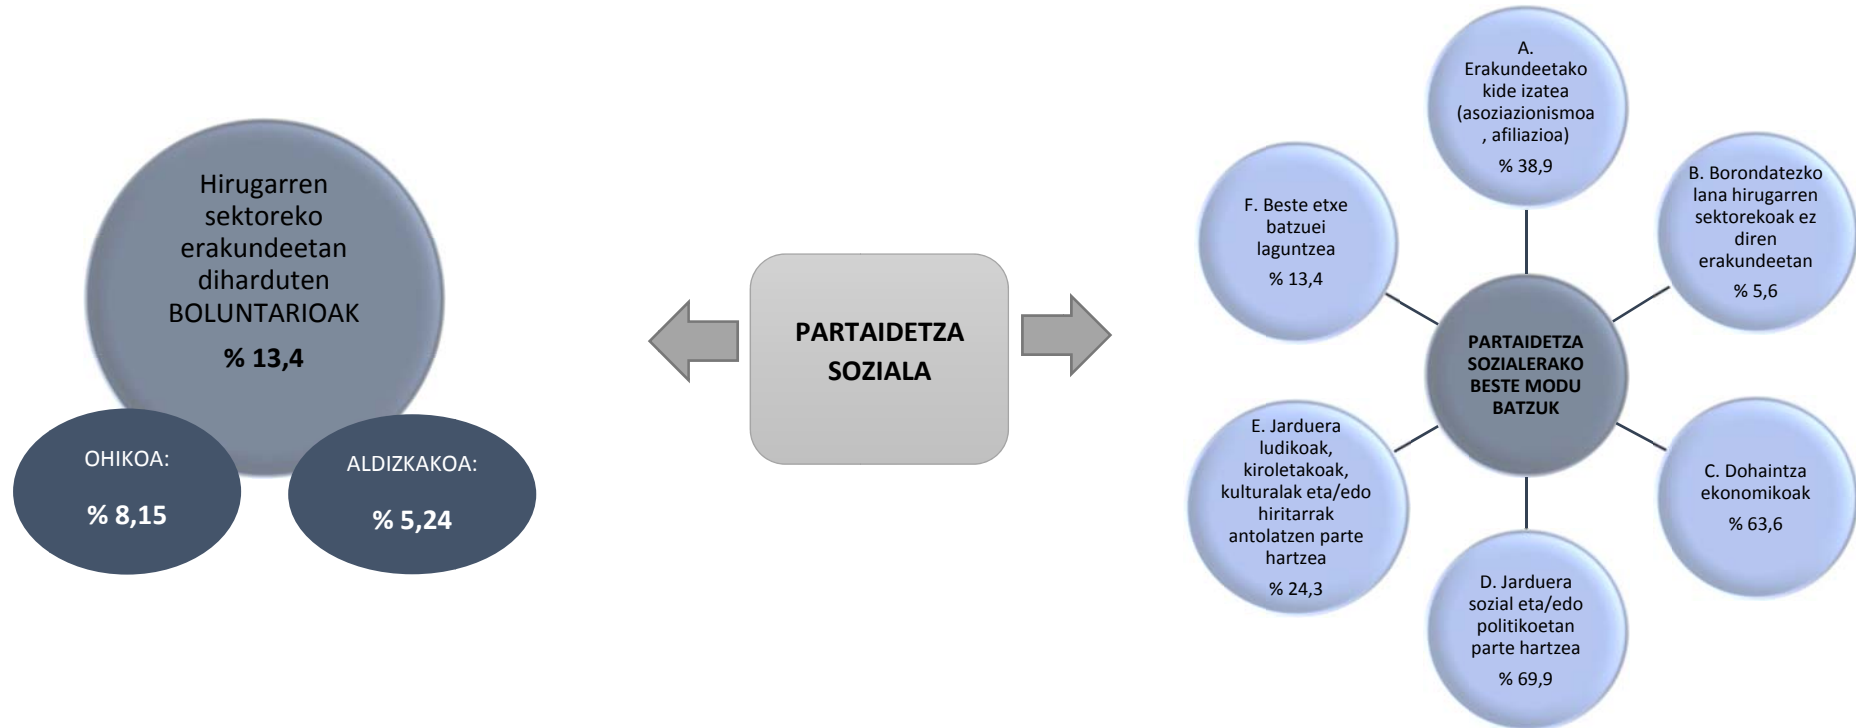 Hirugarren
sektoreko
erakundeetan
diharduten
BOLUNTARIOAK
% 13,4
OHIKOA:
% 8,15
ALDIZKAKOA:
% 5,24
PARTAIDETZA
SOZIALA
PARTAIDETZA
SOZIALERAKO
BESTE MODU
BATZUK
A.
Erakundeetako
kide izatea
(asoziazionismoa
, afiliazioa)
% 38,9
B. Borondatezko
lana hirugarren
sektorekoak ez
diren
erakundeetan
% 5,6
C. Dohaintza
ekonomikoak
% 63,6
D. Jarduera
sozial eta/edo
politikoetan
parte hartzea
% 69,9
E. Jarduera
ludikoak,
kiroletakoak,
kulturalak eta/edo
hiritarrak
antolatzen parte
hartzea
% 24,3
F. Beste etxe
batzuei
laguntzea
% 13,4